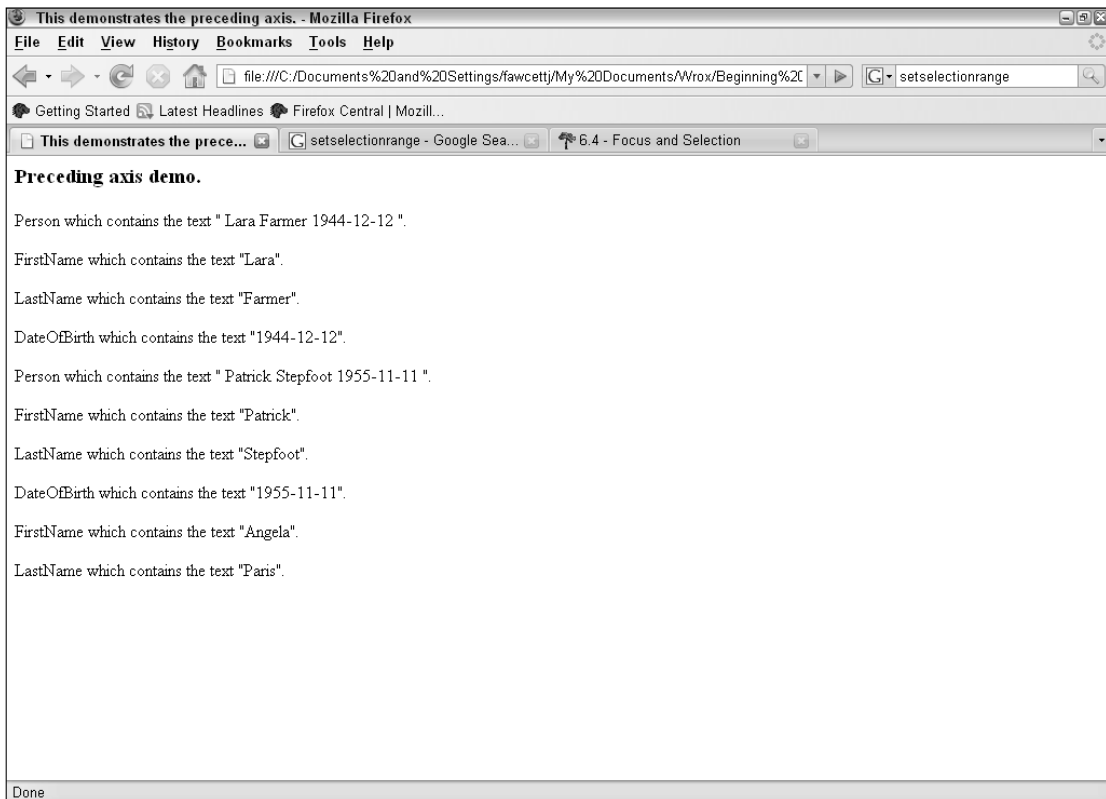 This demonstrates the preceding axis. - Mozilla Firefox
File Edit View History Bookmarks Tools Help
file:///C:/Documents%20and%20Settings/fawcettj/My%20Documents/Wrox/Beginning%20 G setselectionrange
Getting Started Latest Headlines Firefox Central | Mozill...
This demonstrates the prece... G setselectionrange - Google Sea... 6.4 - Focus and Selection
Preceding axis demo.
Person which contains the text " Lara Farmer 1944-12-12 ".
FirstName which contains the text "Lara".
LastName which contains the text "Farmer".
DateOfBirth which contains the text "1944-12-12".
Person which contains the text " Patrick Stepfoot 1955-11-11 ".
FirstName which contains the text "Patrick".
LastName which contains the text "Stepfoot".
DateOfBirth which contains the text "1955-11-11".
FirstName which contains the text "Angela".
LastName which contains the text "Paris".
Done